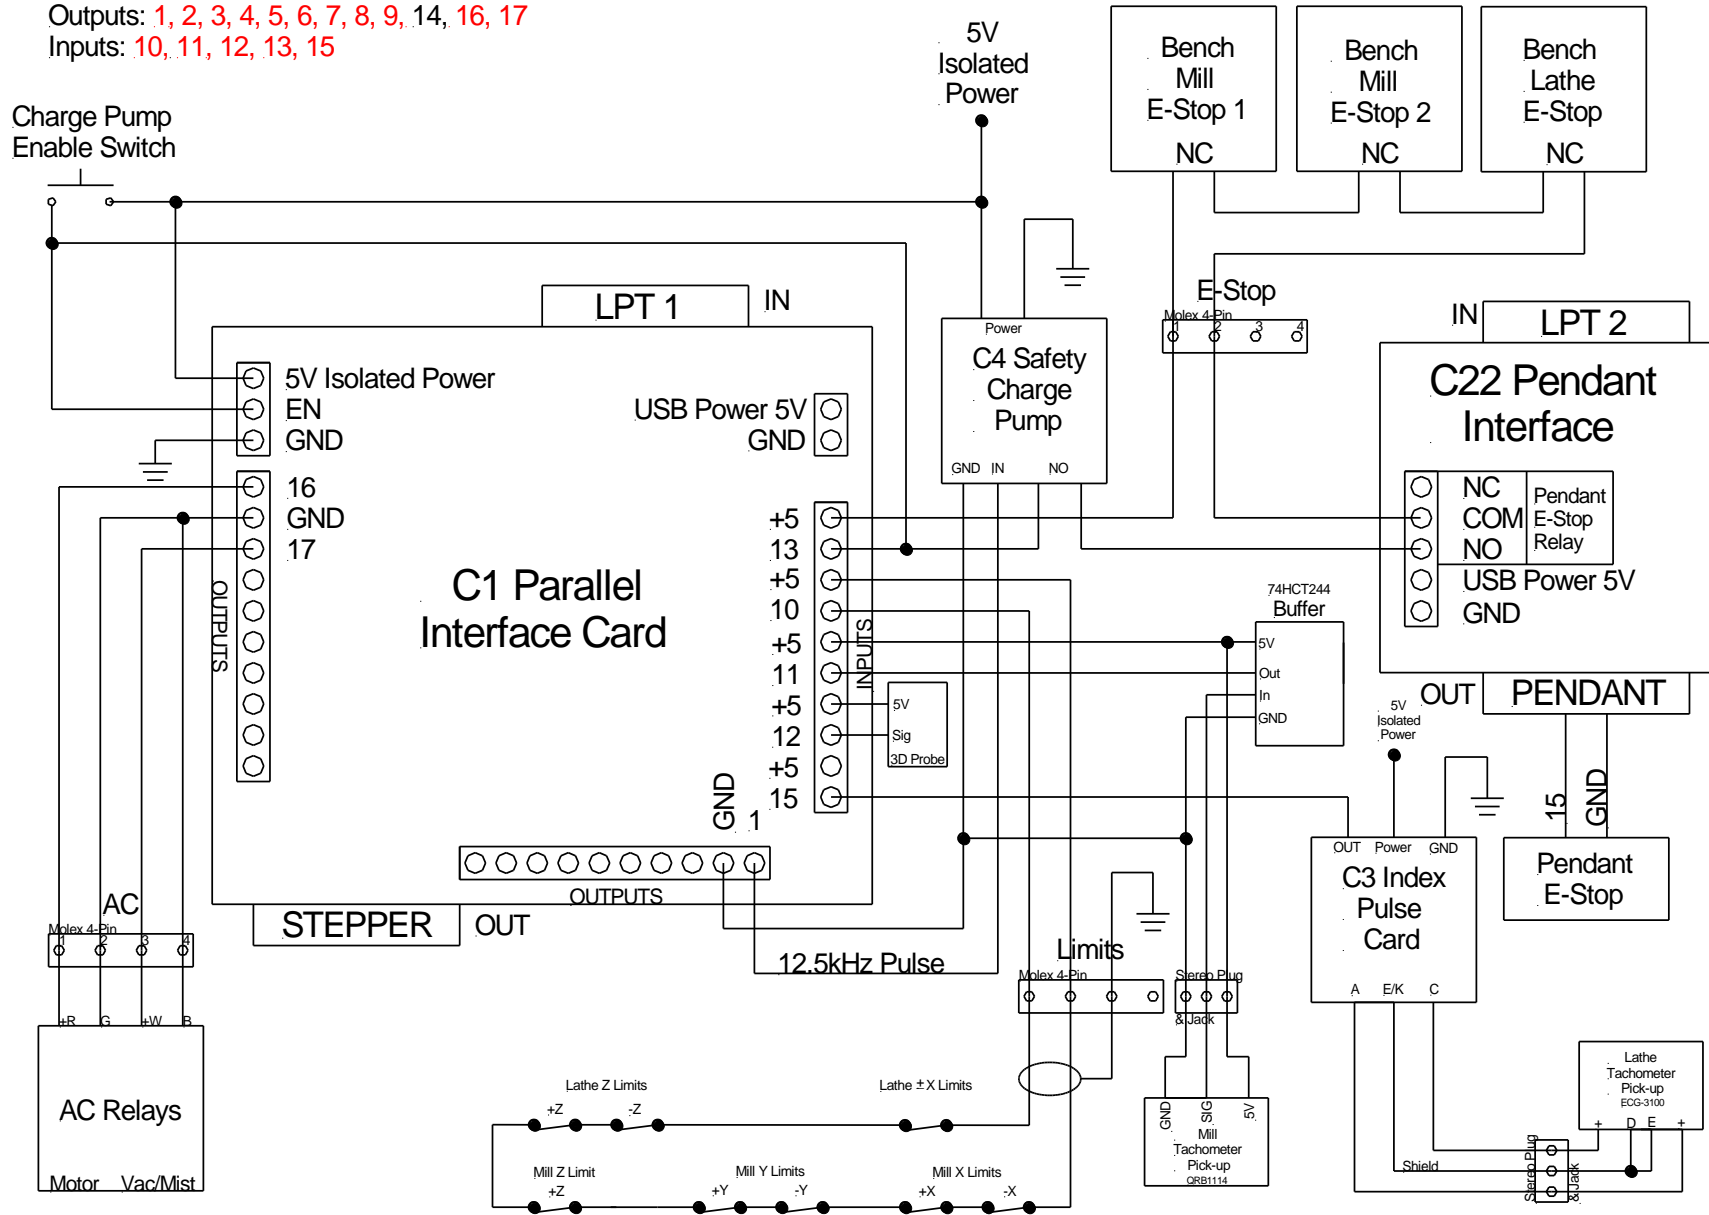 Outputs: 1, 2, 3, 4, 5, 6, 7, 8, 9, 14, 16, 17
Inputs: 10, 11, 12, 13, 15
Charge Pump
Enable Switch
5V
Isolated
Power
Bench
Mill
E-Stop 1
NC
Bench
Mill
E-Stop 2
NC
Bench
Lathe
E-Stop
NC
LPT 1
IN
5V Isolated Power
EN
GND
USB Power 5V
GND
16
GND
17
OUTPUTS
C1 Parallel
Interface Card
+5
13
+5
10
+5
11
+5
12
+5
15
INPUTS
GND
1
OUTPUTS
STEPPER
OUT
12.5kHz Pulse
Power
C4 Safety
Charge
Pump
GND
IN
NO
E-Stop
Molex 4-Pin
1
2
3
4
IN
LPT 2
C22 Pendant
Interface
NC
COM
NO
Pendant
E-Stop
Relay
USB Power 5V
GND
OUT
PENDANT
15
GND
Pendant
E-Stop
74HCT244
Buffer
5V
Out
In
GND
5V
Sig
3D Probe
5V
Isolated
Power
OUT
Power
GND
C3 Index
Pulse
Card
A
E/K
C
AC
Molex 4-Pin
1
2
3
4
+R
G
+W
B
AC Relays
Motor
Vac/Mist
Limits
Molex 4-Pin
Stereo Plug
& Jack
Lathe Z Limits
+Z
-Z
Lathe ± X Limits
Mill Z Limit
+Z
Mill Y Limits
+Y
-Y
Mill X Limits
+X
-X
GND
SIG
5V
Mill
Tachometer
Pick-up
QRB1114
Shield
Stereo Plug
& Jack
Lathe
Tachometer
Pick-up
ECG-3100
+
D
E
+